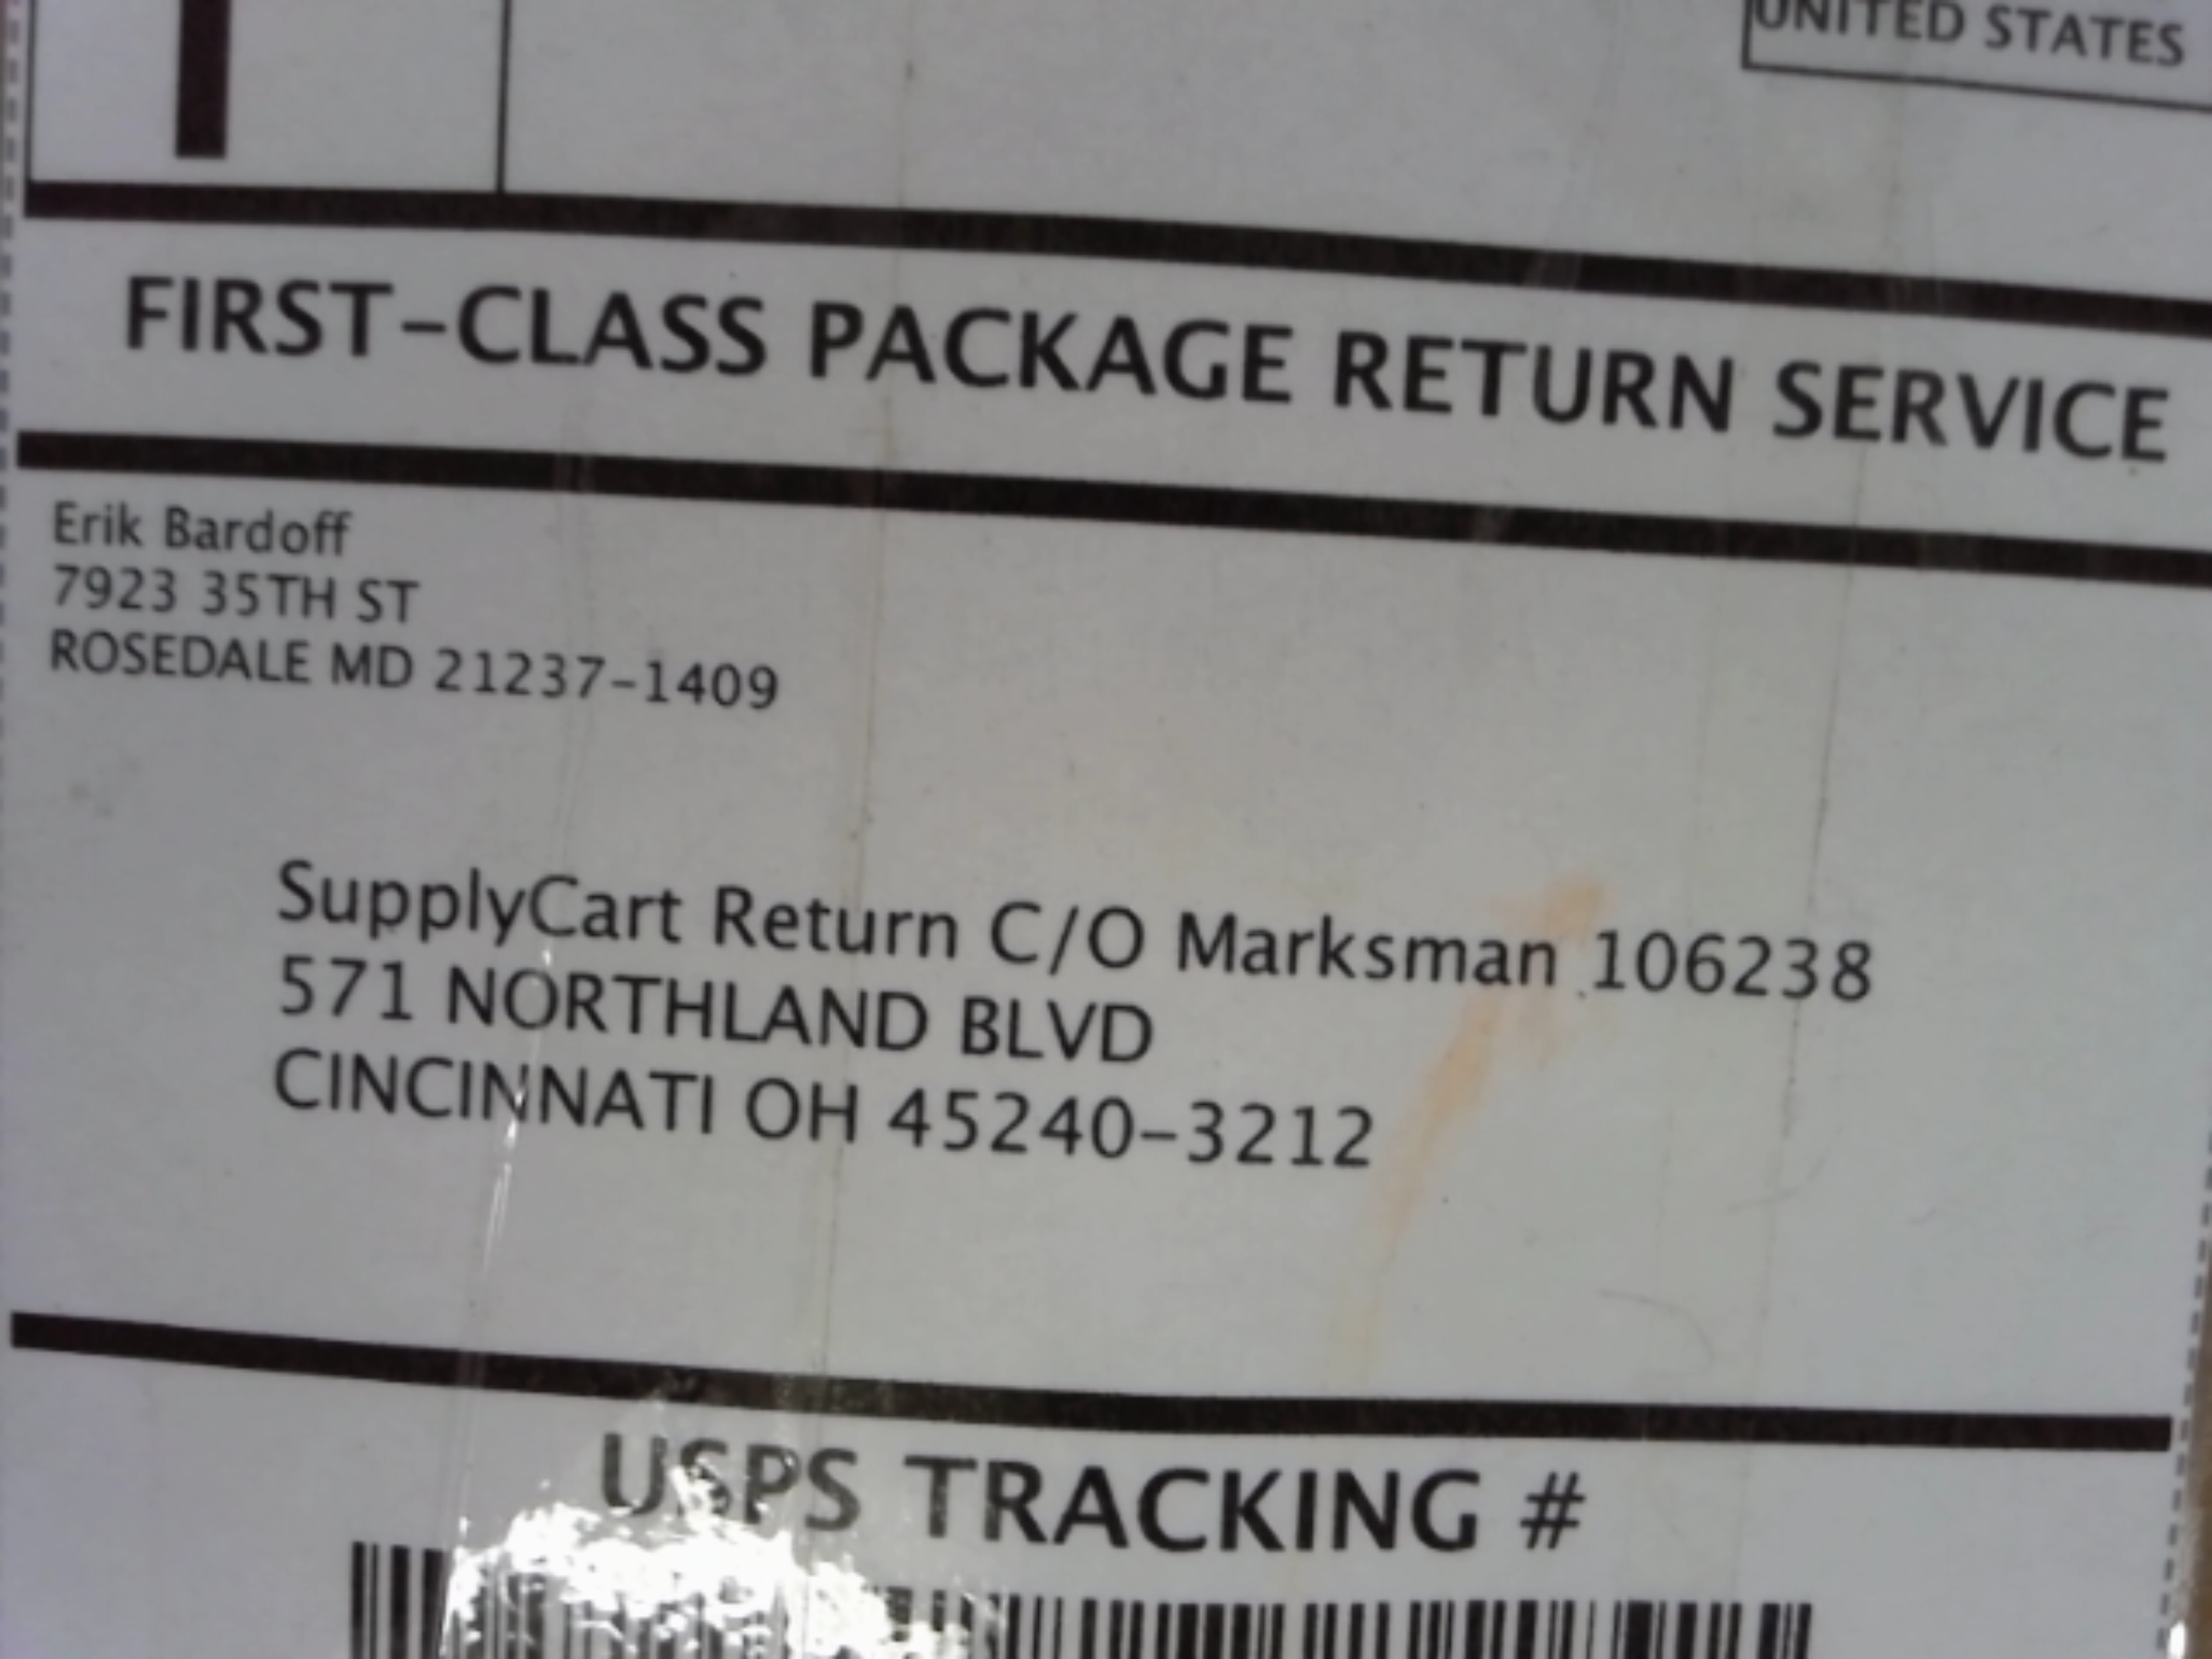 UNITED STATES
FIRST-CLASS PACKAGE RETURN SERVICE
Erik Bardoff
7923 35TH ST
ROSEDALE MD 21237-1409
SupplyCart Return C/O Marksman 106238
571 NORTHLAND BLVD
CINCINNATI OH 45240-3212
USPS TRACKING #